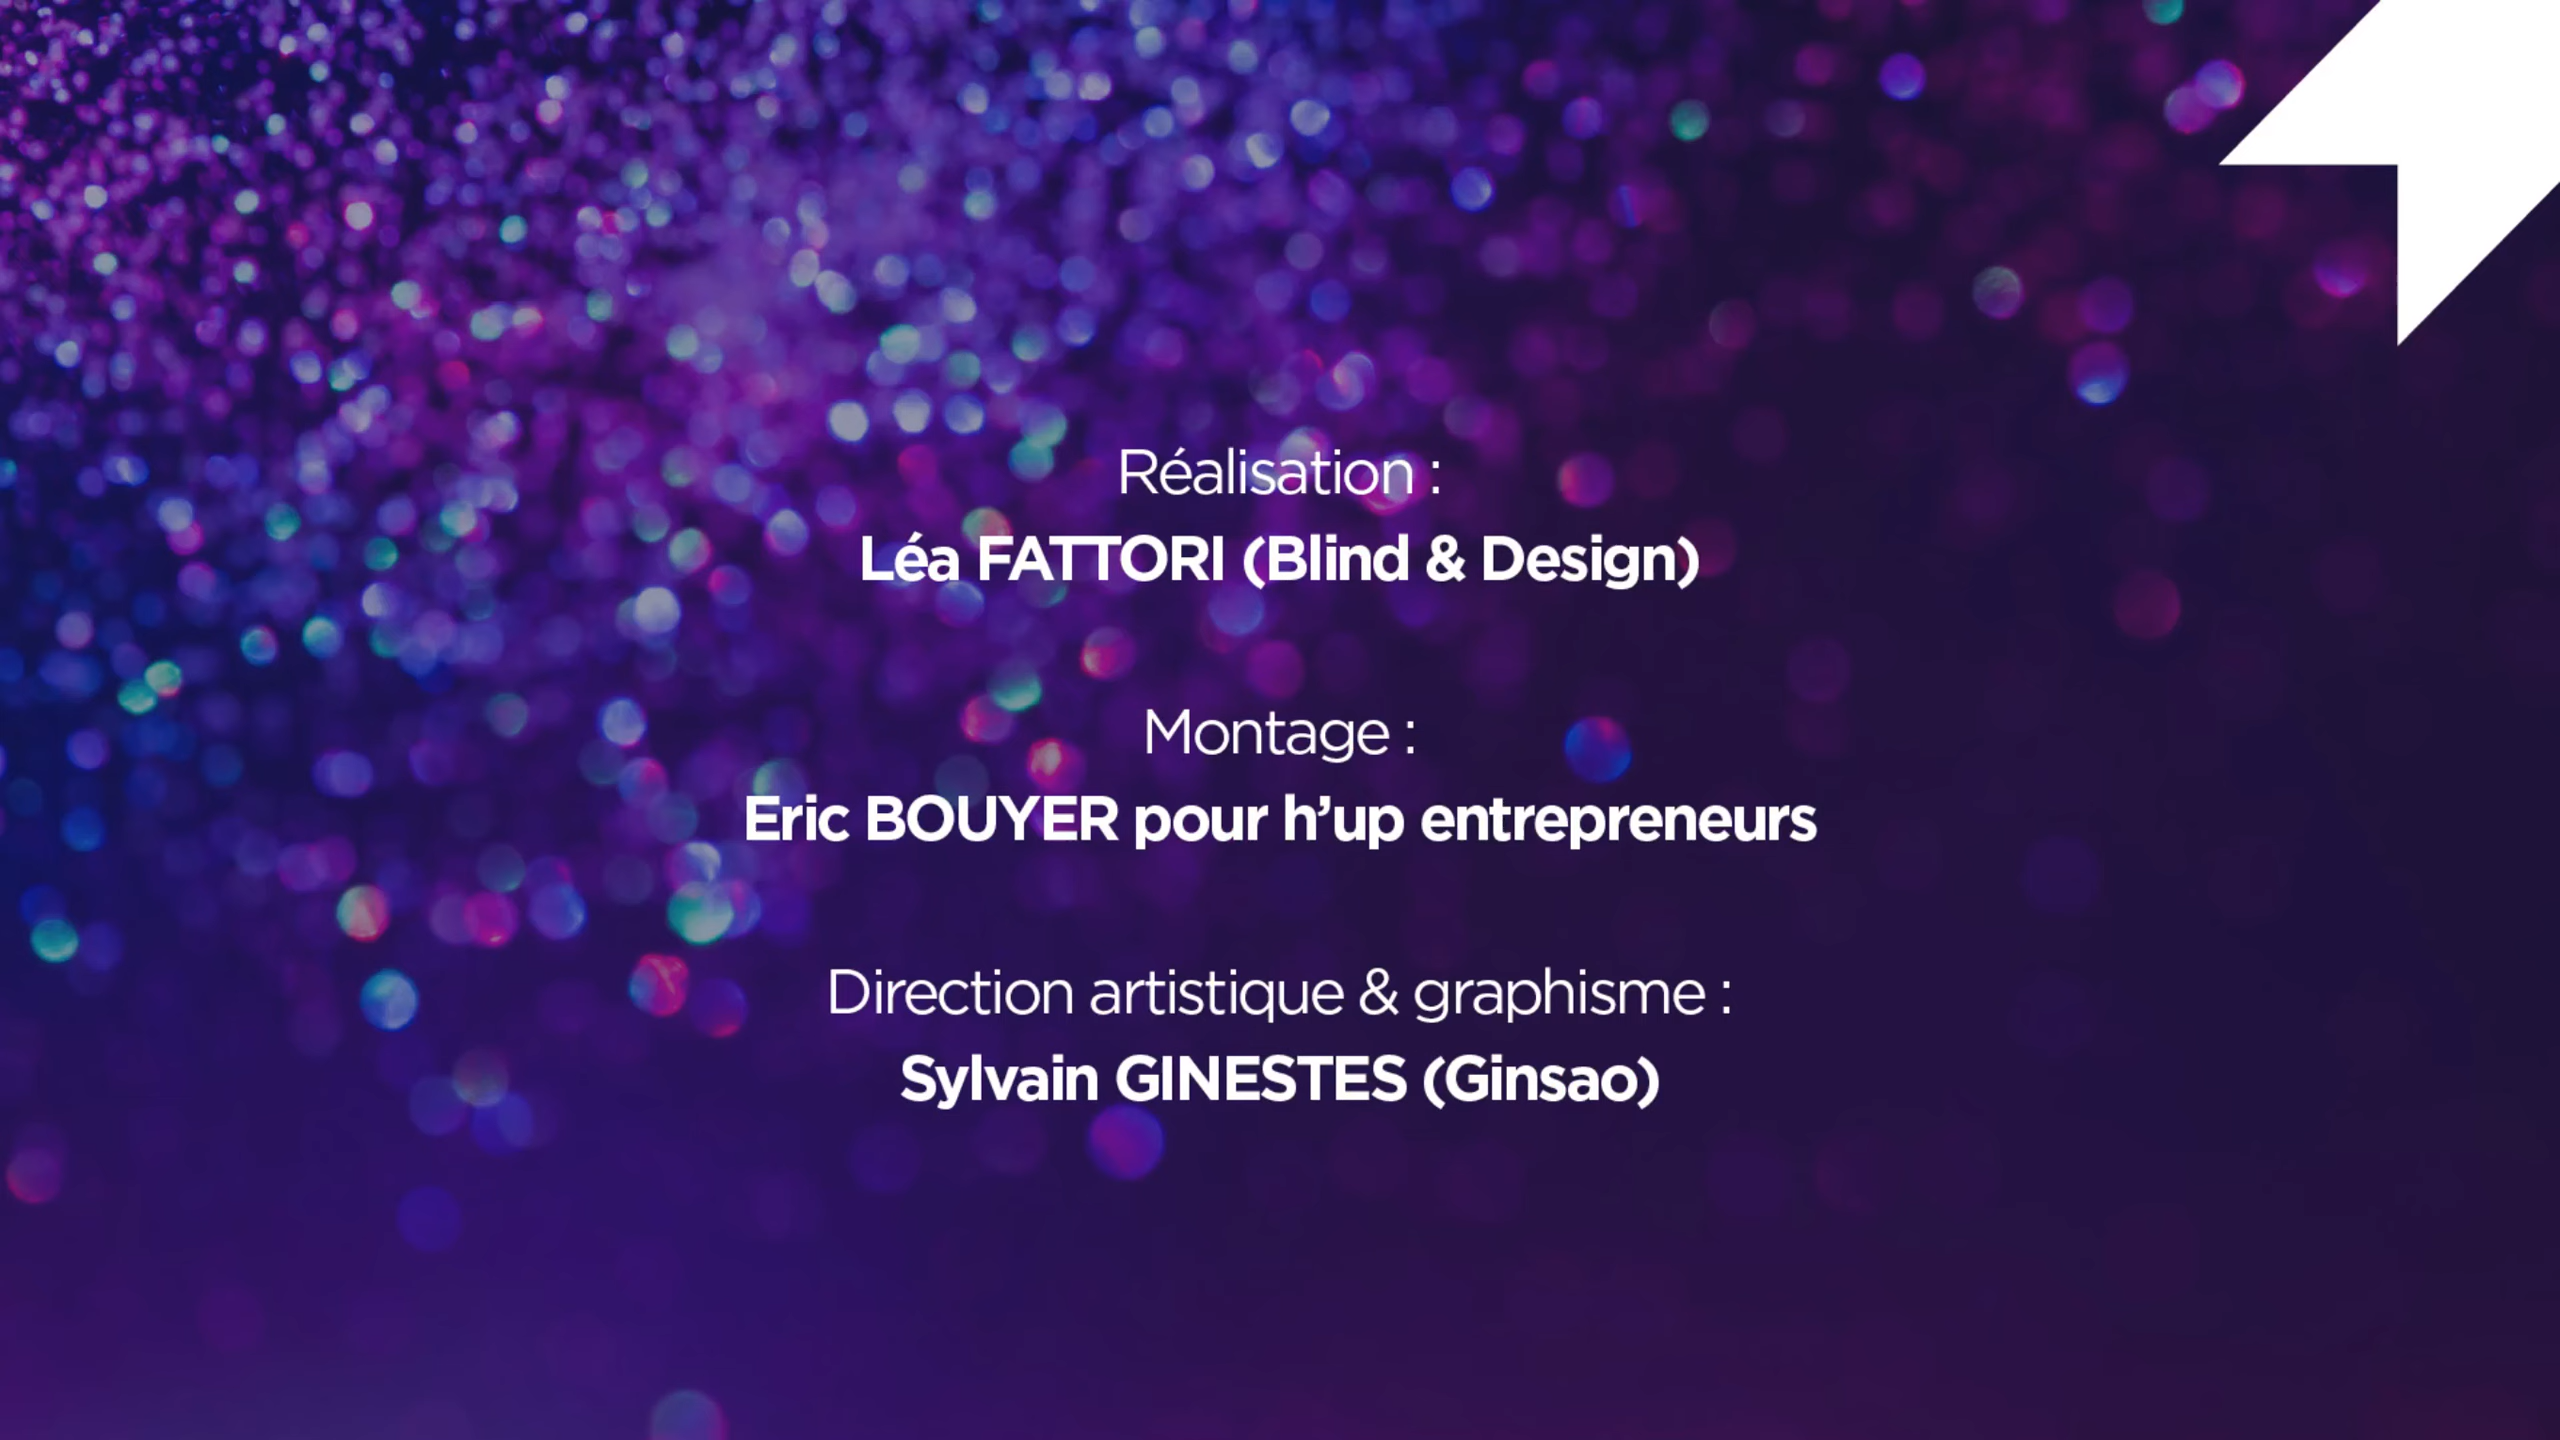 Réalisation :
Léa FATTORI (Blind & Design)
Montage :
Eric BOUYER pour h’up entrepreneurs
Direction artistique & graphisme :
Sylvain GINESTES (Ginsao)